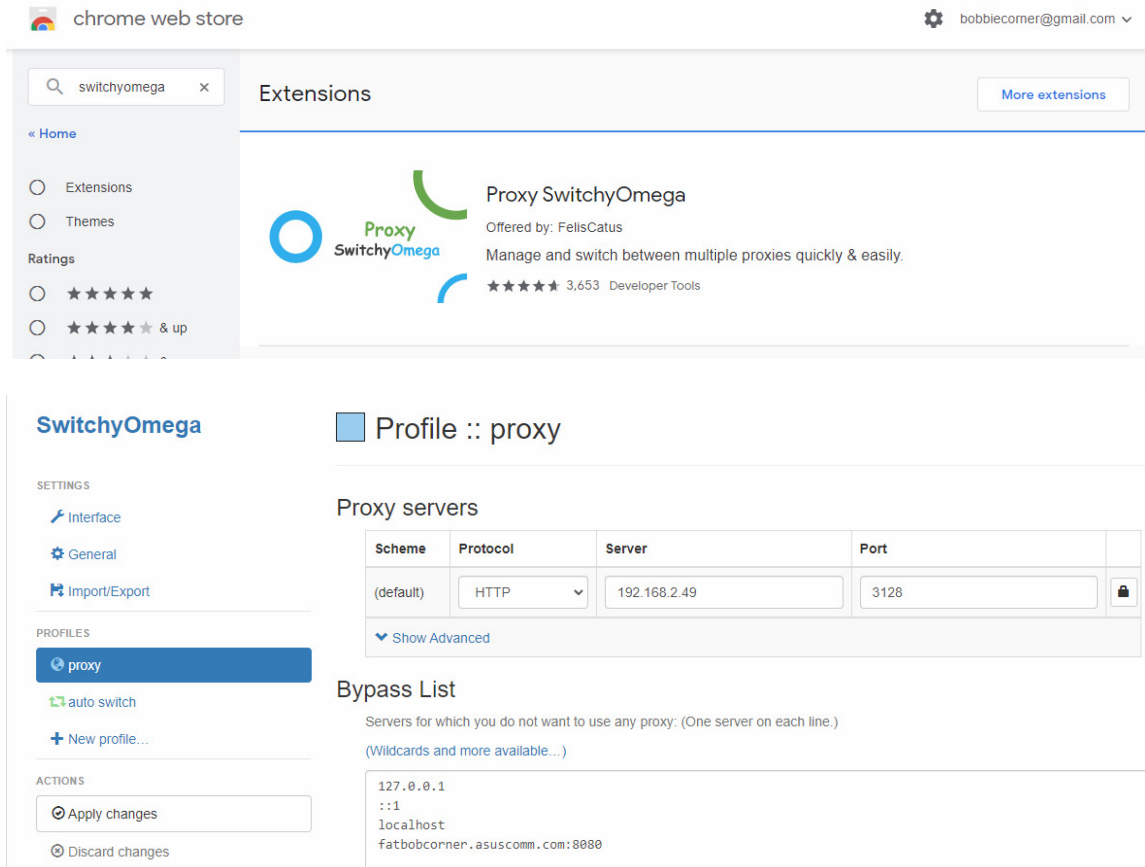 chrome web store
bobbiecorner@gmail.com
switchyomega ×
Extensions
More extensions
« Home
Extensions
Themes
Ratings
& up
Proxy
SwitchyOmega
Proxy SwitchyOmega
Offered by: FelisCatus
Manage and switch between multiple proxies quickly & easily.
3,653 Developer Tools
SwitchyOmega
SETTINGS
Interface
General
Import/Export
PROFILES
proxy
auto switch
New profile...
ACTIONS
Apply changes
Discard changes
Profile :: proxy
Proxy servers
Scheme Protocol Server Port
(default) HTTP 192.168.2.49 3128
Show Advanced
Bypass List
Servers for which you do not want to use any proxy: (One server on each line.)
(Wildcards and more available...)
127.0.0.1
::1
localhost
fatbobcorner.asuscomm.com:8080